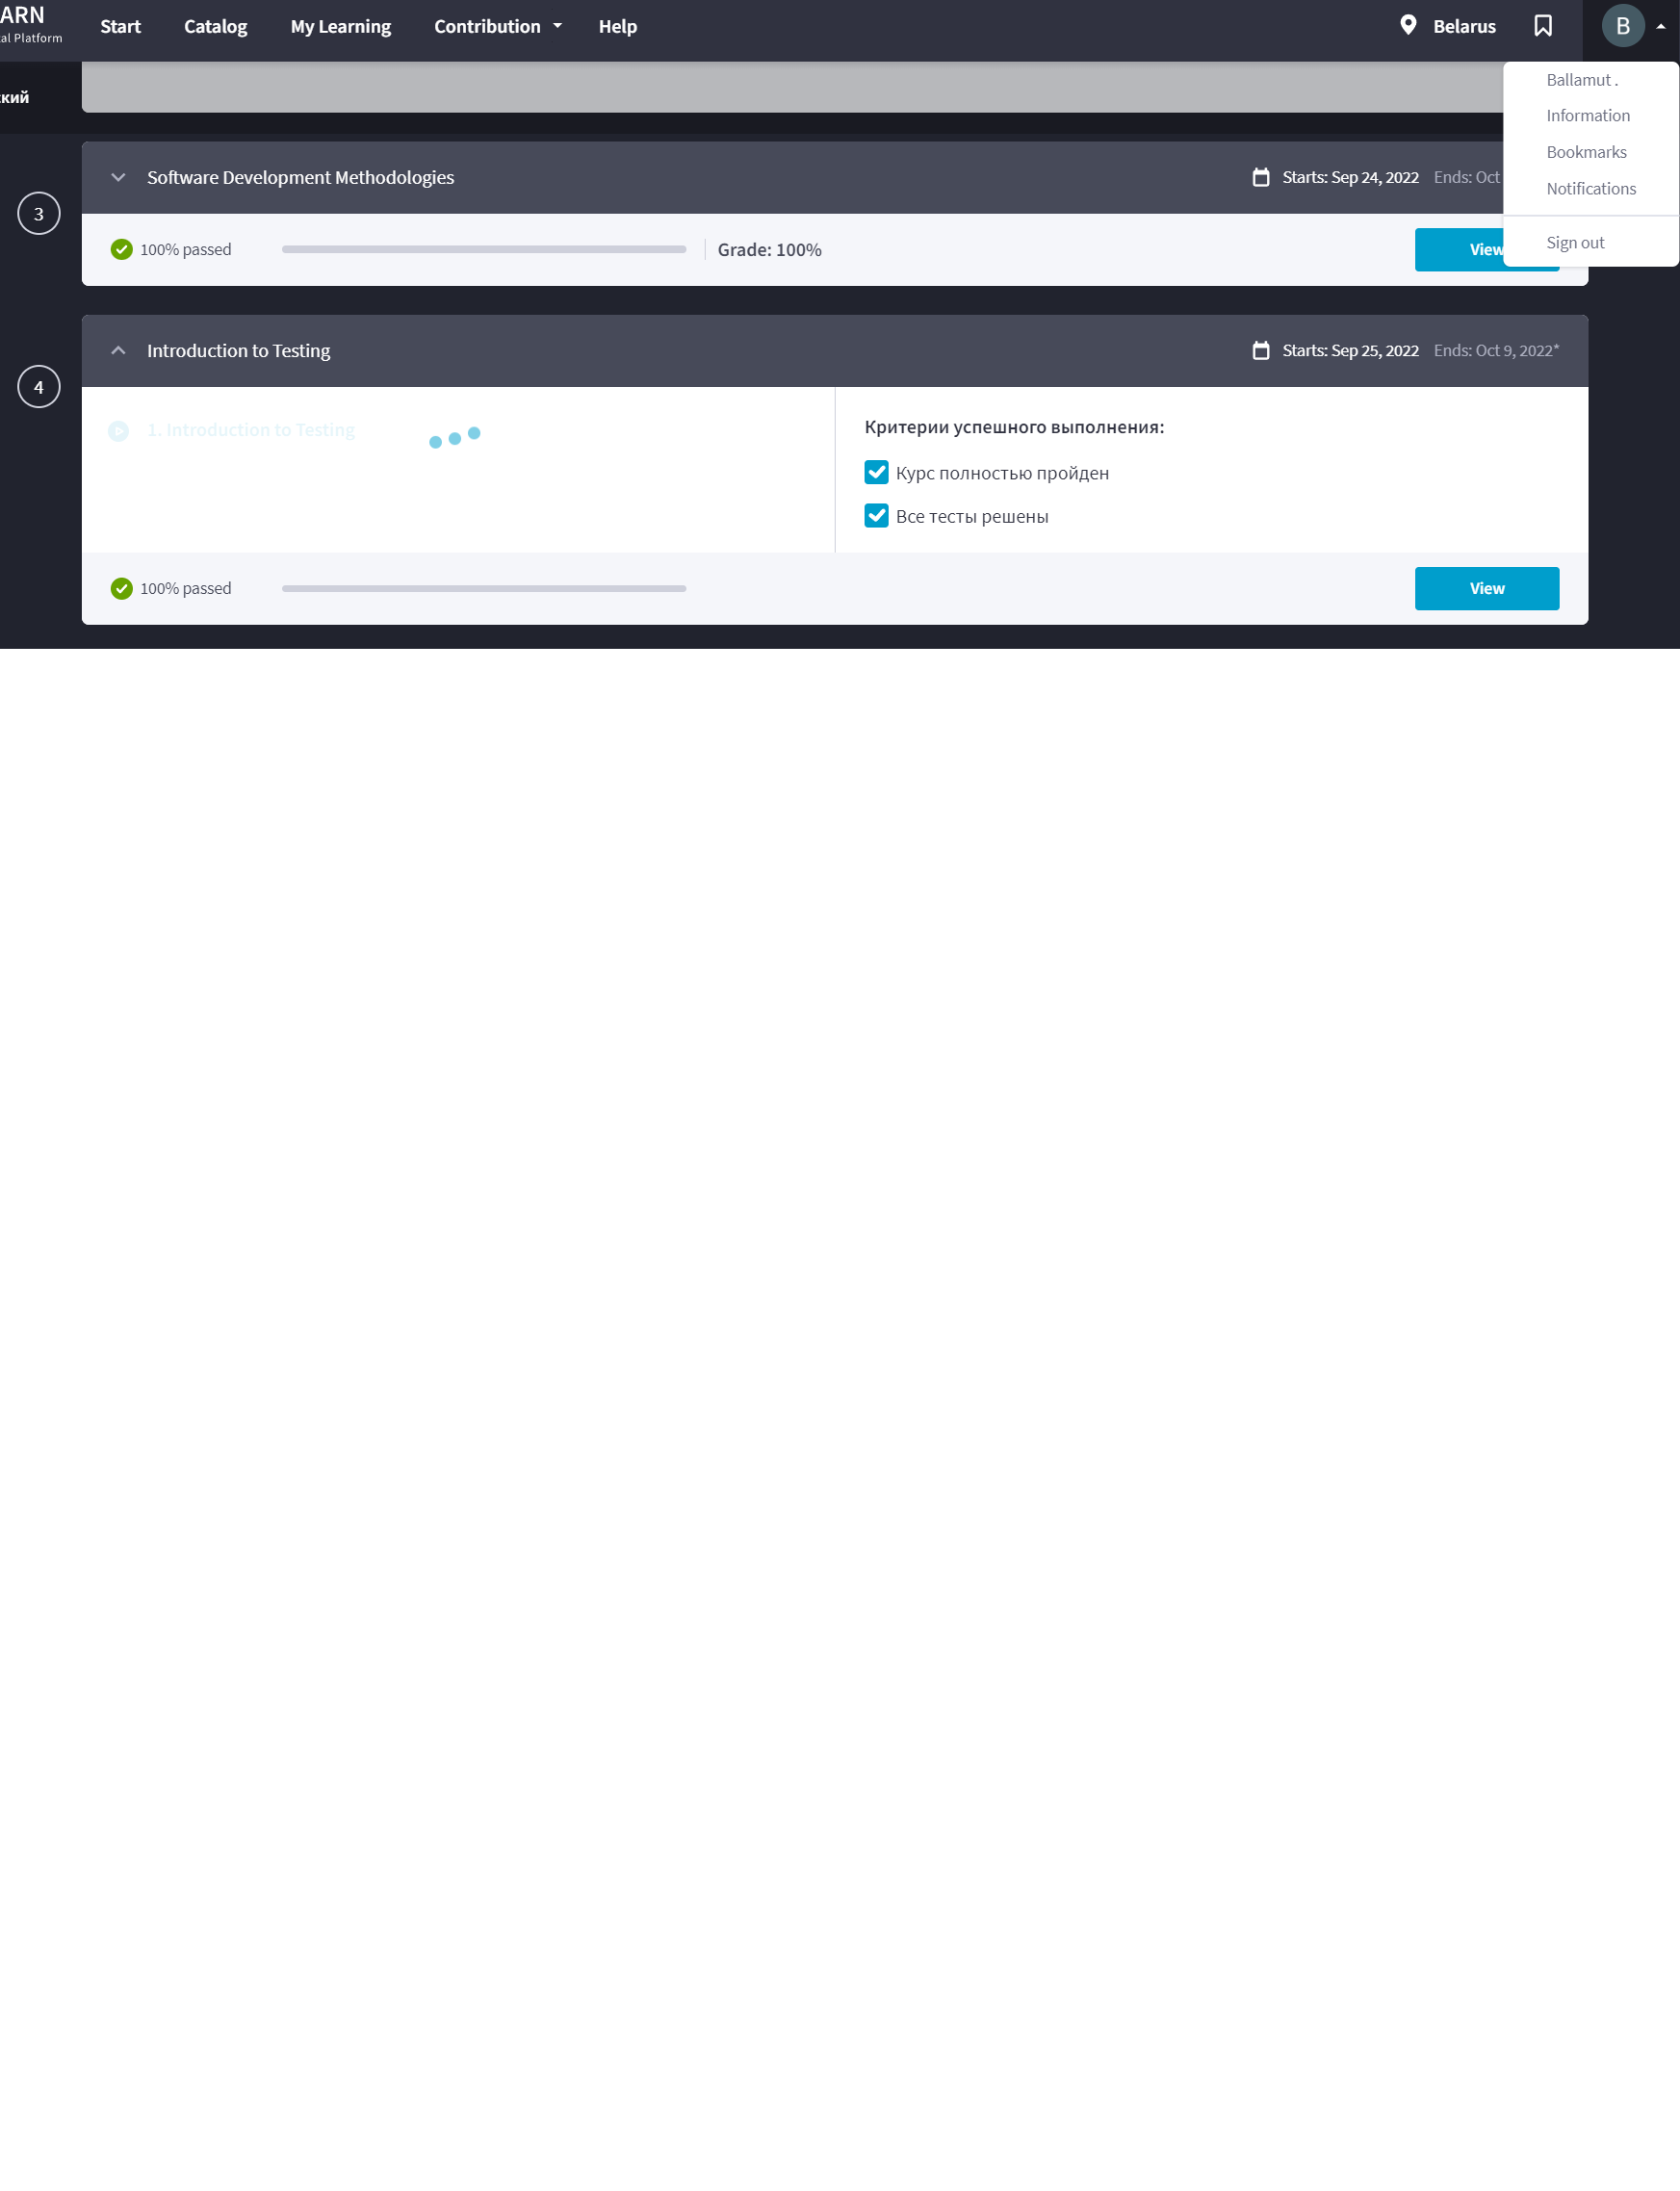 ARN
al Platform
Start
Catalog
My Learning
Contribution
Help
Belarus
B
ский
Ballamut .
Information
Bookmarks
Notifications
Sign out
3
Software Development Methodologies
Starts: Sep 24, 2022
Ends: Oct
100% passed
Grade: 100%
View
4
Introduction to Testing
Starts: Sep 25, 2022
Ends: Oct 9, 2022*
1. Introduction to Testing
Критерии успешного выполнения:
Курс полностью пройден
Все тесты решены
100% passed
View